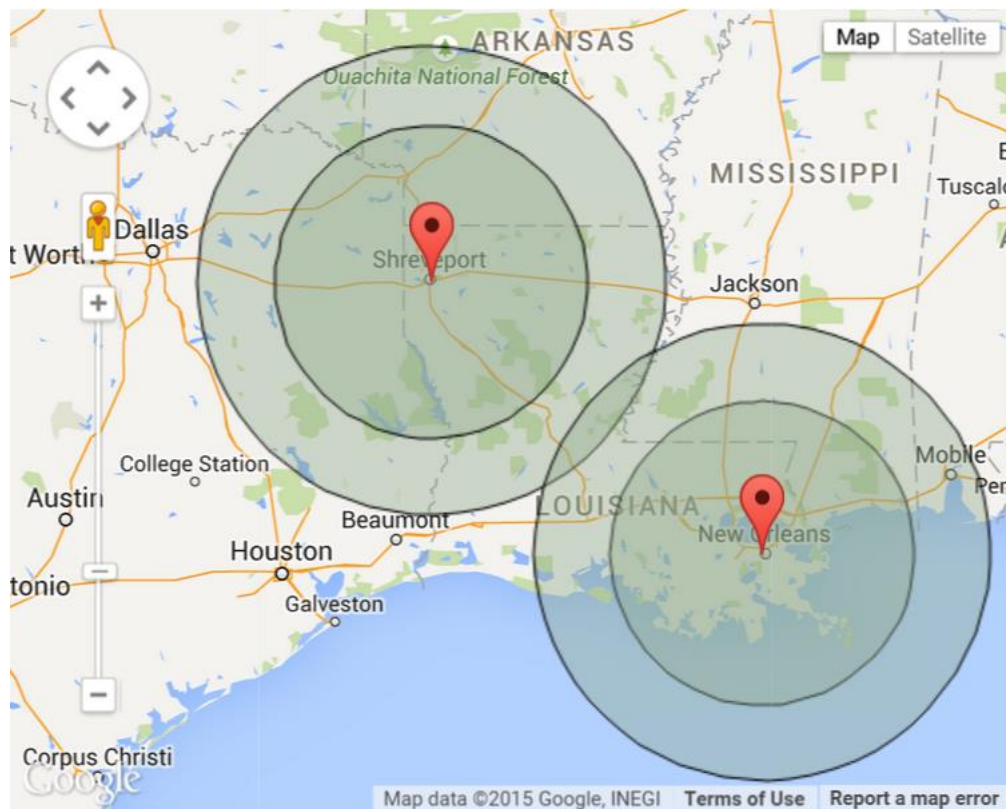 ARKANSAS
Map
Satellite
Ouachita National Forest
MISSISSIPPI
Tuscalo
Dallas
t Worth
Shreveport
Jackson
College Station
Mobile
Pen
Austin
LOUISIANA
Beaumont
New Orleans
Houston
tonio
Galveston
Corpus Christi
Google
Map data ©2015 Google, INEGI
Terms of Use
Report a map error